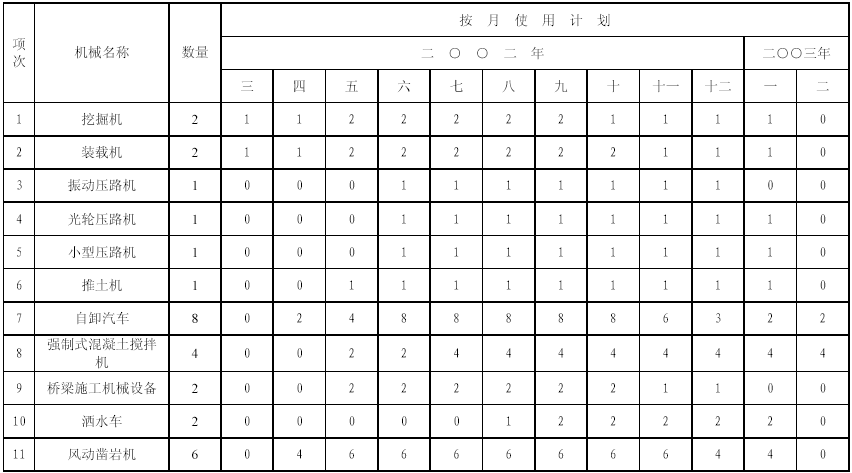 按 月 使 用 计 划
项次 机械名称 数量 二 〇 〇 二 年 二〇〇三年
三 四 五 六 七 八 九 十 十一 十二 一 二
1 挖掘机 2 1 1 2 2 2 2 2 1 1 1 1 0
2 装载机 2 1 1 2 2 2 2 2 2 1 1 1 0
3 振动压路机 1 0 0 0 1 1 1 1 1 1 1 0 0
4 光轮压路机 1 0 0 0 1 1 1 1 1 1 1 1 0
5 小型压路机 1 0 0 0 1 1 1 1 1 1 1 1 0
6 推土机 1 0 0 1 1 1 1 1 1 1 1 1 0
7 自卸汽车 8 0 2 4 8 8 8 8 8 6 3 2 2
8 强制式混凝土搅拌机 4 0 0 2 2 4 4 4 4 4 4 4 4
9 桥梁施工机械设备 2 0 0 2 2 2 2 2 2 1 1 0 0
10 洒水车 2 0 0 0 0 0 1 2 2 2 2 2 0
11 风动凿岩机 6 0 4 6 6 6 6 6 6 6 4 4 0